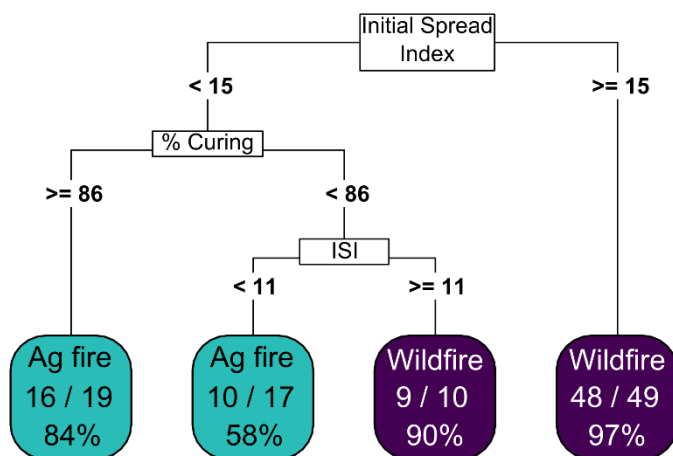 Initial Spread
Index
< 15
>= 15
% Curing
>= 86
< 86
ISI
< 11
>= 11
Ag fire
16 / 19
84%
Ag fire
10 / 17
58%
Wildfire
9 / 10
90%
Wildfire
48 / 49
97%